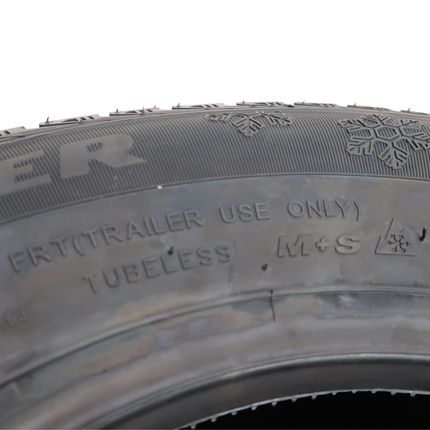 ER
FRT(TRAILER USE ONLY)
TUBELESS M+S